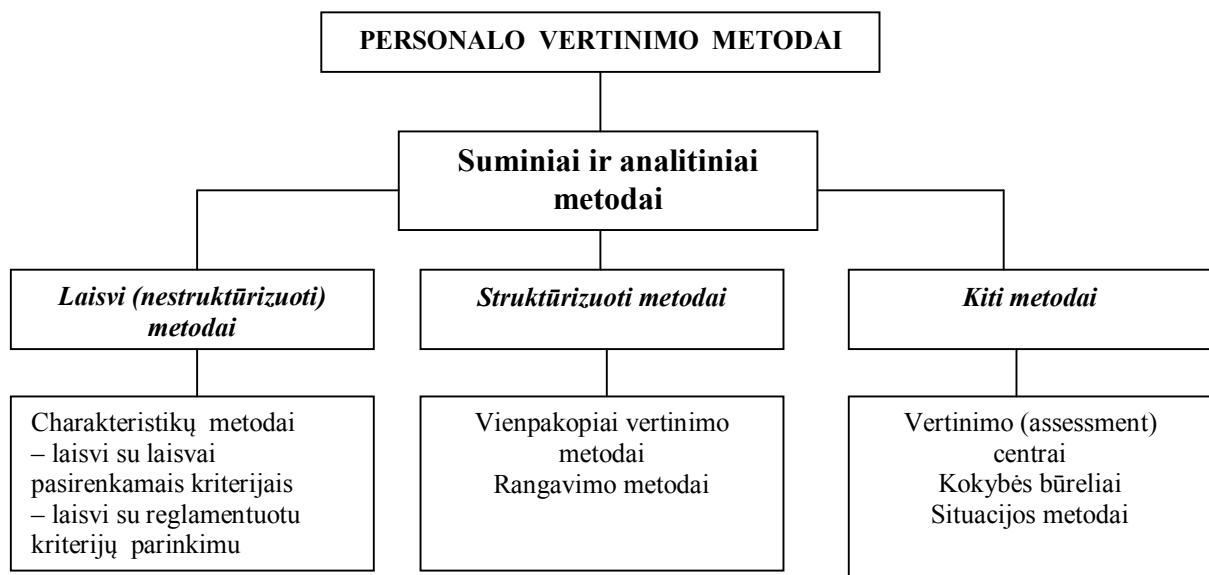 PERSONALO VERTINIMO METODAI
Suminiai ir analitiniai
metodai
Laisvi (nestruktūrizuoti)
metodai
Struktūrizuoti metodai
Kiti metodai
Charakteristikų metodai
– laisvi su laisvai
pasirenkamais kriterijais
– laisvi su reglamentuotu
kriterijų parinkimu
Vienpakopiai vertinimo
metodai
Rangavimo metodai
Vertinimo (assessment)
centrai
Kokybės būreliai
Situacijos metodai